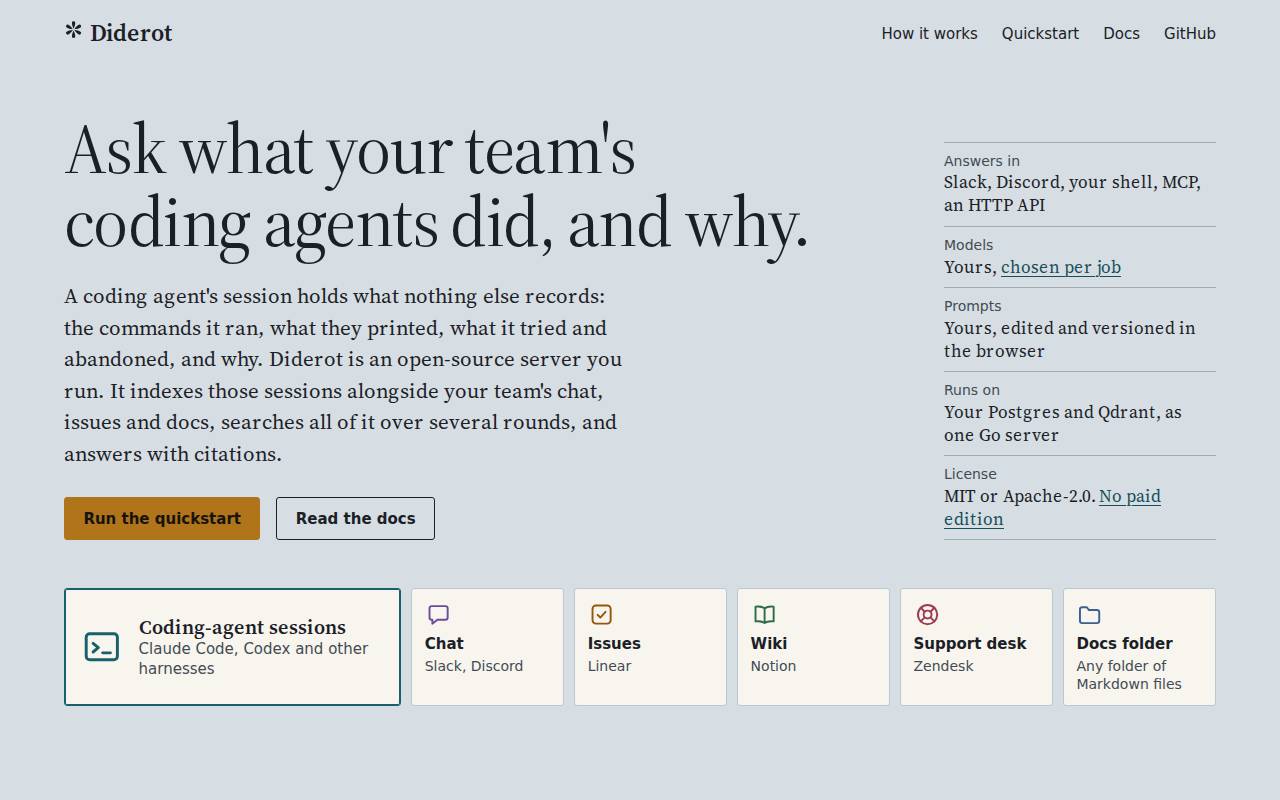 * Diderot
How it works
Quickstart
Docs
GitHub
Ask what your team's
coding agents did, and why.
A coding agent's session holds what nothing else records:
the commands it ran, what they printed, what it tried and
abandoned, and why. Diderot is an open-source server you
run. It indexes those sessions alongside your team's chat,
issues and docs, searches all of it over several rounds, and
answers with citations.
Run the quickstart
Read the docs
Answers in
Slack, Discord, your shell, MCP,
an HTTP API
Models
Yours, chosen per job
Prompts
Yours, edited and versioned in
the browser
Runs on
Your Postgres and Qdrant, as
one Go server
License
MIT or Apache-2.0. No paid
edition
Coding-agent sessions
Claude Code, Codex and other
harnesses
Chat
Slack, Discord
Issues
Linear
Wiki
Notion
Support desk
Zendesk
Docs folder
Any folder of
Markdown files